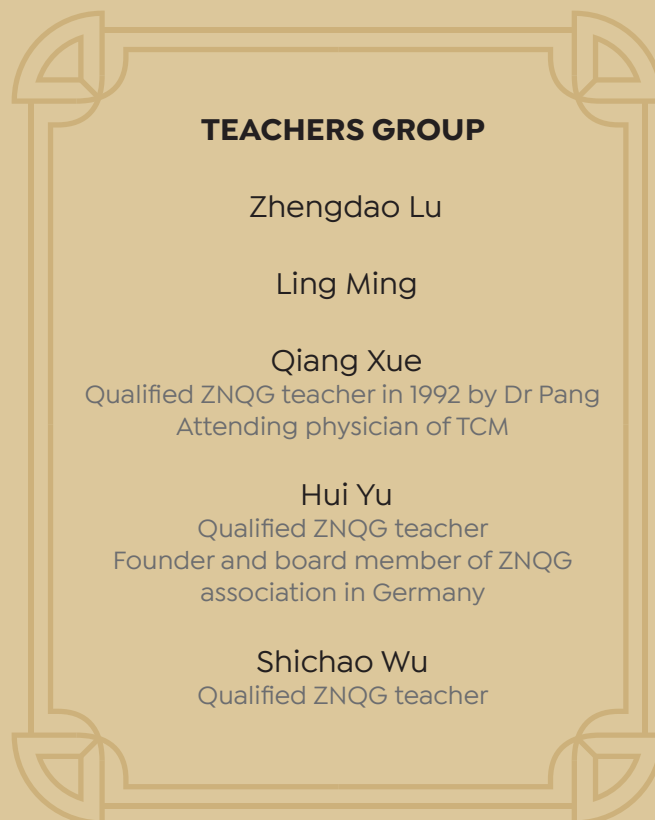 TEACHERS GROUP
Zhengdao Lu
Ling Ming
Qiang Xue
Qualified ZNQG teacher in 1992 by Dr Pang
Attending physician of TCM
Hui Yu
Qualified ZNQG teacher
Founder and board member of ZNQG
association in Germany
Shichao Wu
Qualified ZNQG teacher